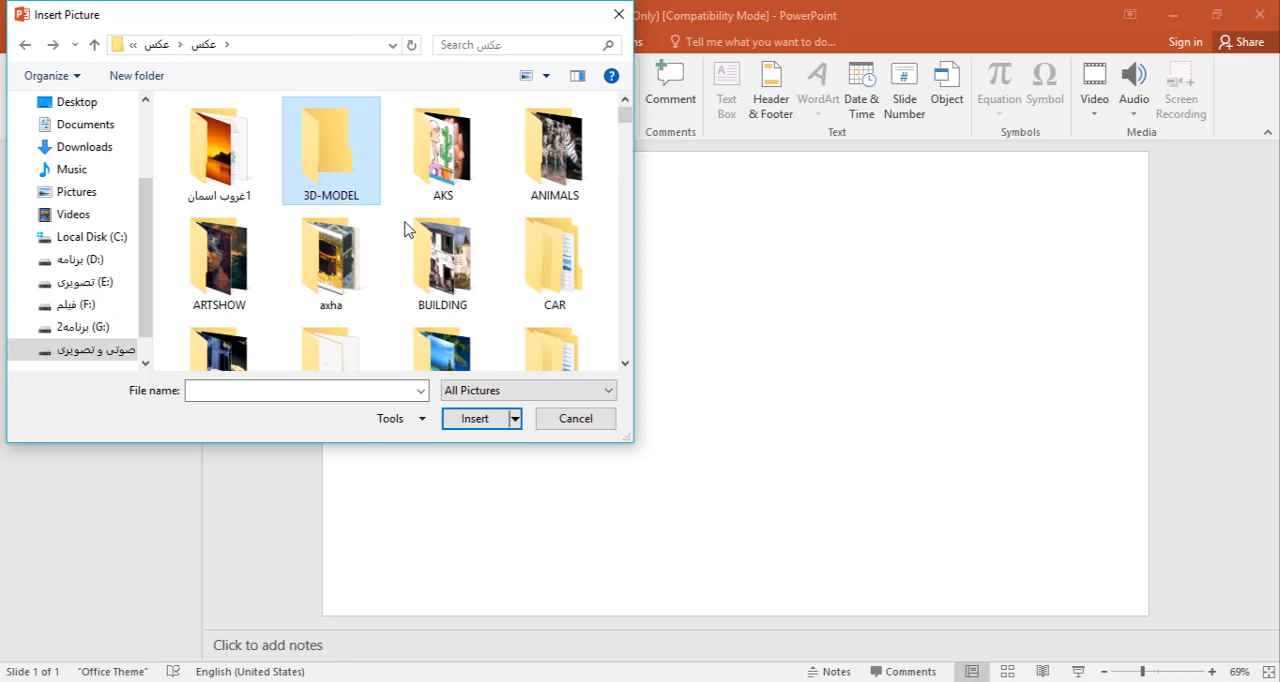 Insert Picture
Only] [Compatibility Mode] - PowerPoint
« عکس › عکس ›
Search عکس
Tell me what you want to do...
Sign in
Share
Organize
New folder
Desktop
Documents
Downloads
Music
Pictures
Videos
Local Disk (C:)
برنامه (D:)
تصویری (E:)
فیلم (F:)
برنامه2 (G:)
صوتی و تصویری
1غروب اسمان
3D-MODEL
AKS
ANIMALS
ARTSHOW
axha
BUILDING
CAR
File name:
All Pictures
Tools
Insert
Cancel
Comment
Text Box
Header & Footer
WordArt
Date & Time
Slide Number
Object
Equation
Symbol
Video
Audio
Screen Recording
Comments
Text
Symbols
Media
Click to add notes
Slide 1 of 1
"Office Theme"
English (United States)
Notes
Comments
69%